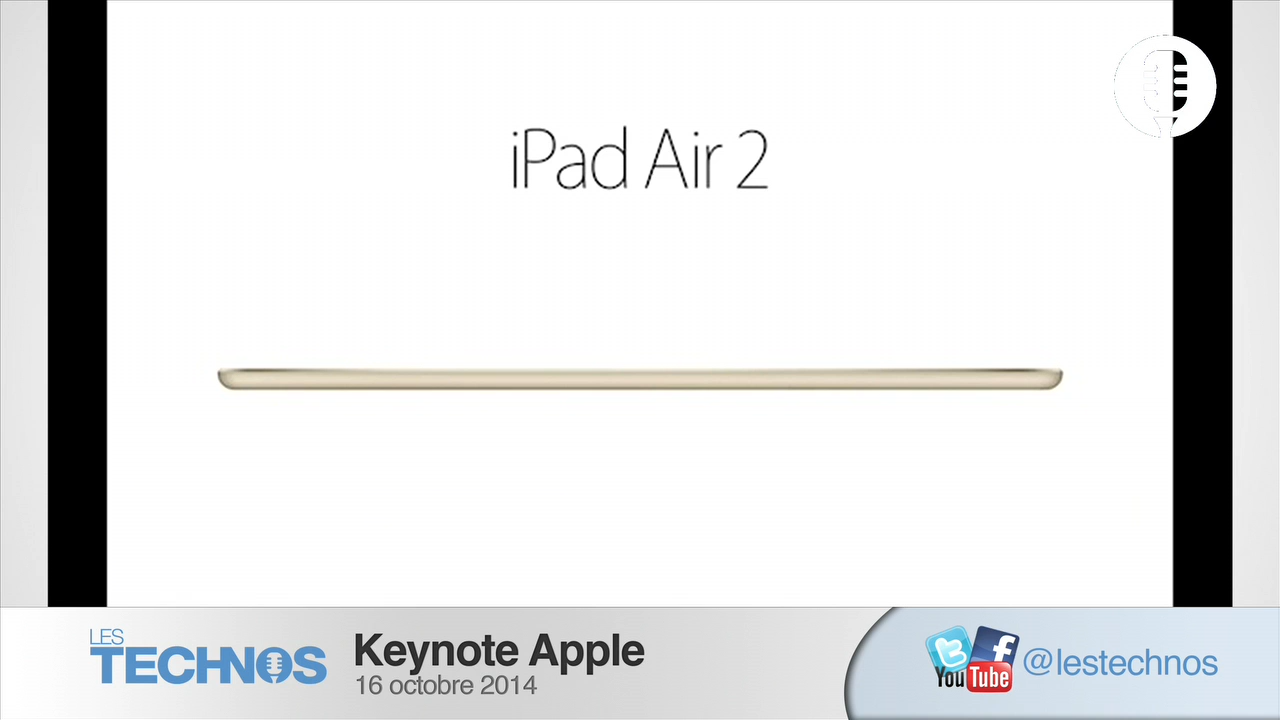 iPad Air 2
LES
TECHNOS
Keynote Apple
16 octobre 2014
You Tube
@lestechnos